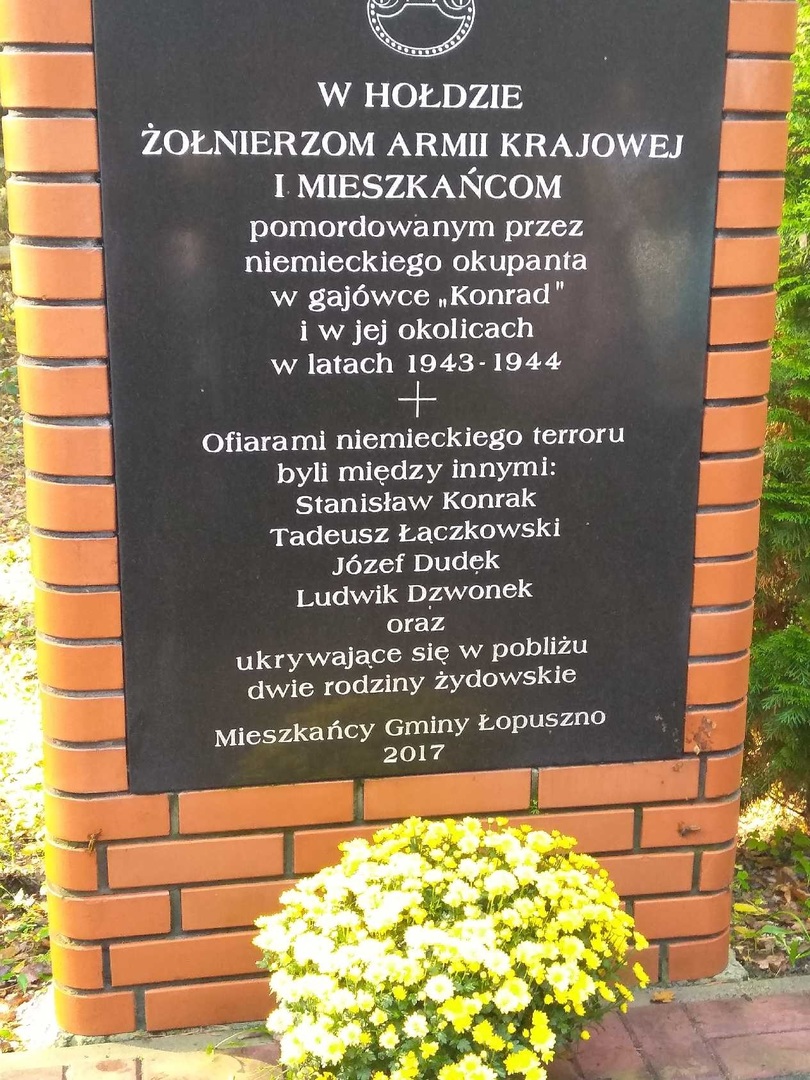 W HOŁDZIE
ŻOŁNIERZOM ARMII KRAJOWEJ
I MIESZKAŃCOM
pomordowanym przez
niemieckiego okupanta
w gajówce „Konrad"
i w jej okolicach
w latach 1943-1944
Ofiarami niemieckiego terroru
byli między innymi:
Stanisław Konrak
Tadeusz Łączkowski
Józef Dudęk
Ludwik Dzwonek
oraz
ukrywające się w pobliżu
dwie rodziny żydowskie
Mieszkańcy Gminy Łopuszno
2017